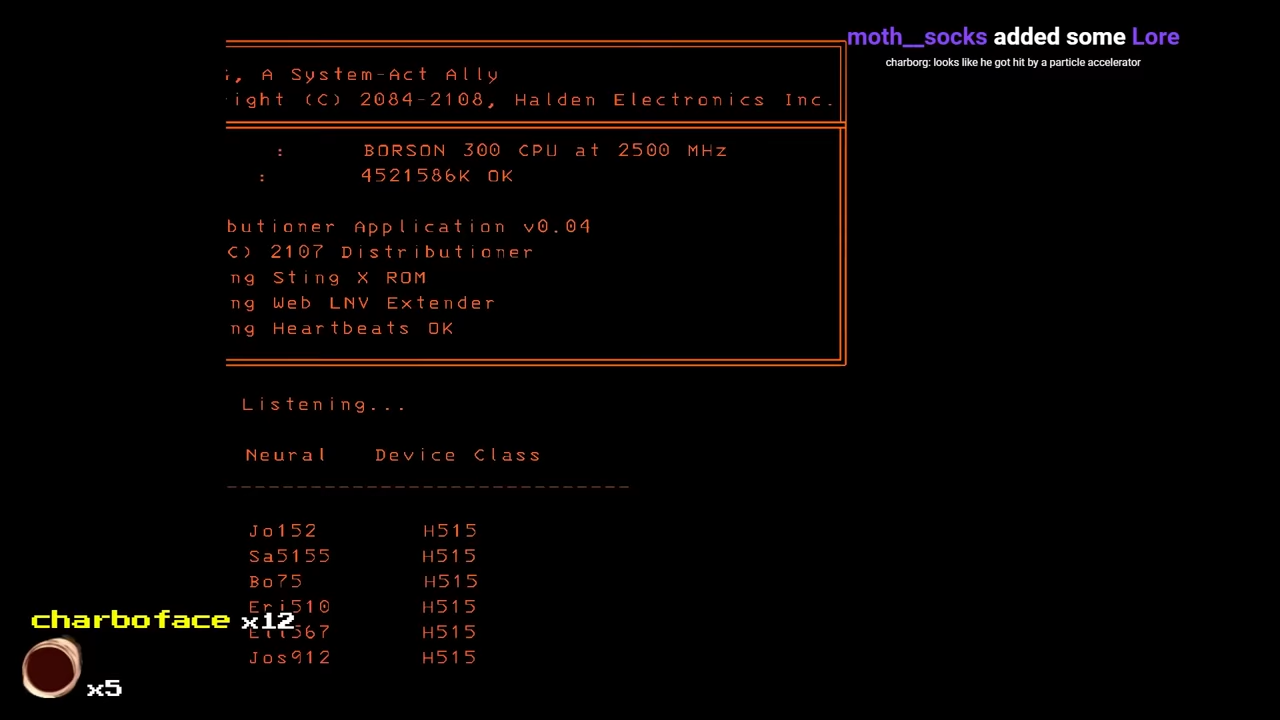 moth__socks added some Lore
charborg: looks like he got hit by a particle accelerator
, A System-Act Ally
ight (C) 2084-2108, Halden Electronics Inc.
: BORSON 300 CPU at 2500 MHz
: 4521586K OK
butioner Application v0.04
C) 2107 Distributioner
ng Sting X ROM
ng Web LNV Extender
ng Heartbeats OK
Listening...
Neural Device Class
-----------------------------
Jo152 H515
Sa5155 H515
Bo75 H515
Eri510 H515
charboface x12
Ell567 H515
Jos912 H515
x5